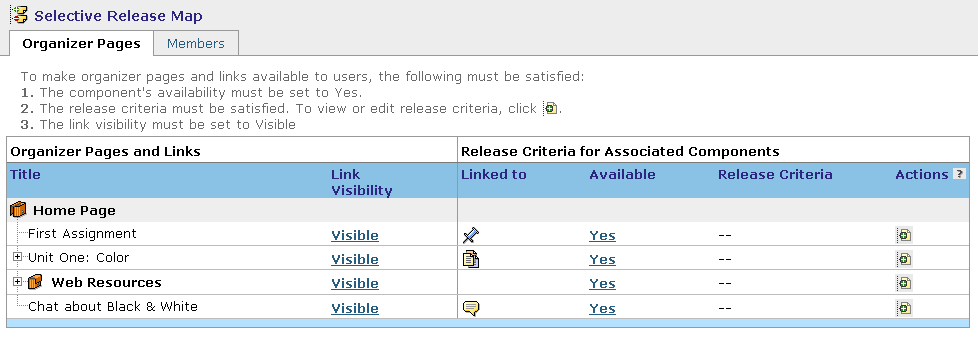 Selective Release Map
Organizer Pages Members
To make organizer pages and links available to users, the following must be satisfied:
1. The component's availability must be set to Yes.
2. The release criteria must be satisfied. To view or edit release criteria, click .
3. The link visibility must be set to Visible
Organizer Pages and Links Release Criteria for Associated Components
Title Link Visibility Linked to Available Release Criteria Actions ?
Home Page
First Assignment Visible Yes -- 
Unit One: Color Visible Yes --
Web Resources Visible Yes --
Chat about Black & White Visible Yes --